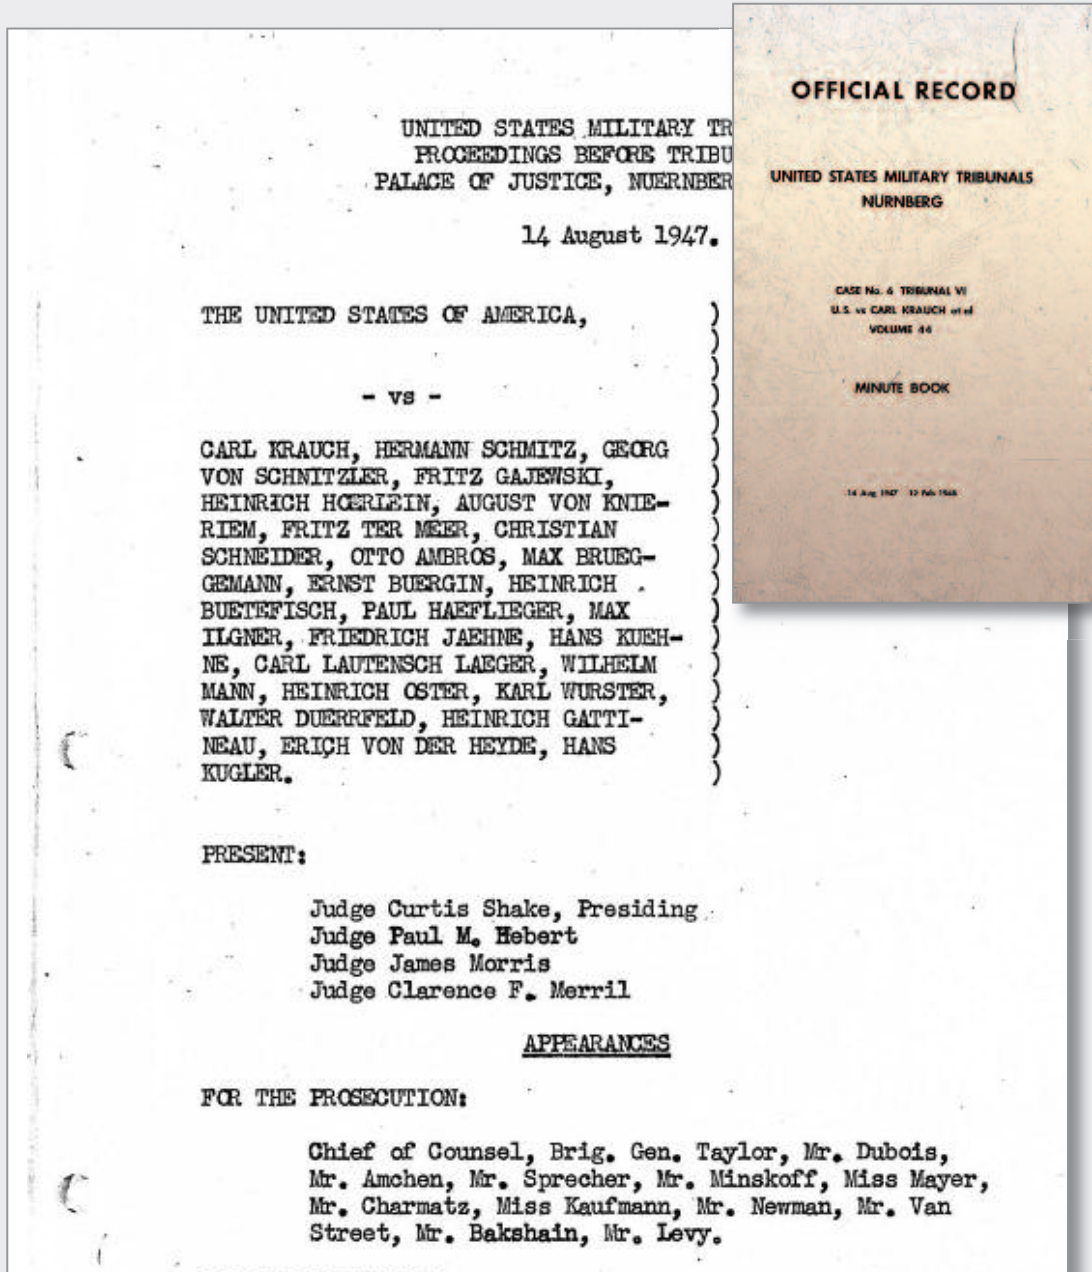 UNITED STATES MILITARY TR
PROCEEDINGS BEFORE TRIBU
PALACE OF JUSTICE, NUERNBER
14 August 1947.
THE UNITED STATES OF AMERICA,
- vs -
CARL KRAUCH, HERMANN SCHMITZ, GEORG
VON SCHNITZLER, FRITZ GAJEWSKI,
HEINRICH HOERLEIN, AUGUST VON KNIE-
RIEM, FRITZ TER MEER, CHRISTIAN
SCHNEIDER, OTTO AMBROS, MAX BRUEG-
GEMANN, ERNST BUERGIN, HEINRICH
BUETEFISCH, PAUL HAEFLIEGER, MAX
ILGNER, FRIEDRICH JAEHNE, HANS KUEH-
NE, CARL LAUTENSCH LAEGER, WILHELM
MANN, HEINRICH OSTER, KARL WURSTER,
WALTER DUERRFELD, HEINRICH GATTI-
NEAU, ERICH VON DER HEYDE, HANS
KUGLER.
PRESENT:
Judge Curtis Shake, Presiding
Judge Paul M. Hebert
Judge James Morris
Judge Clarence F. Merril
APPEARANCES
FOR THE PROSECUTION:
Chief of Counsel, Brig. Gen. Taylor, Mr. Dubois,
Mr. Amchen, Mr. Sprecher, Mr. Minskoff, Miss Mayer,
Mr. Charmatz, Miss Kaufmann, Mr. Newman, Mr. Van
Street, Mr. Bakshain, Mr. Levy.
OFFICIAL RECORD
UNITED STATES MILITARY TRIBUNALS
NÜRNBERG
CASE No. 6 TRIBUNAL VI
U.S. vs CARL KRAUCH et al
VOLUME 44
MINUTE BOOK
14 Aug 1947 12 Feb 1948